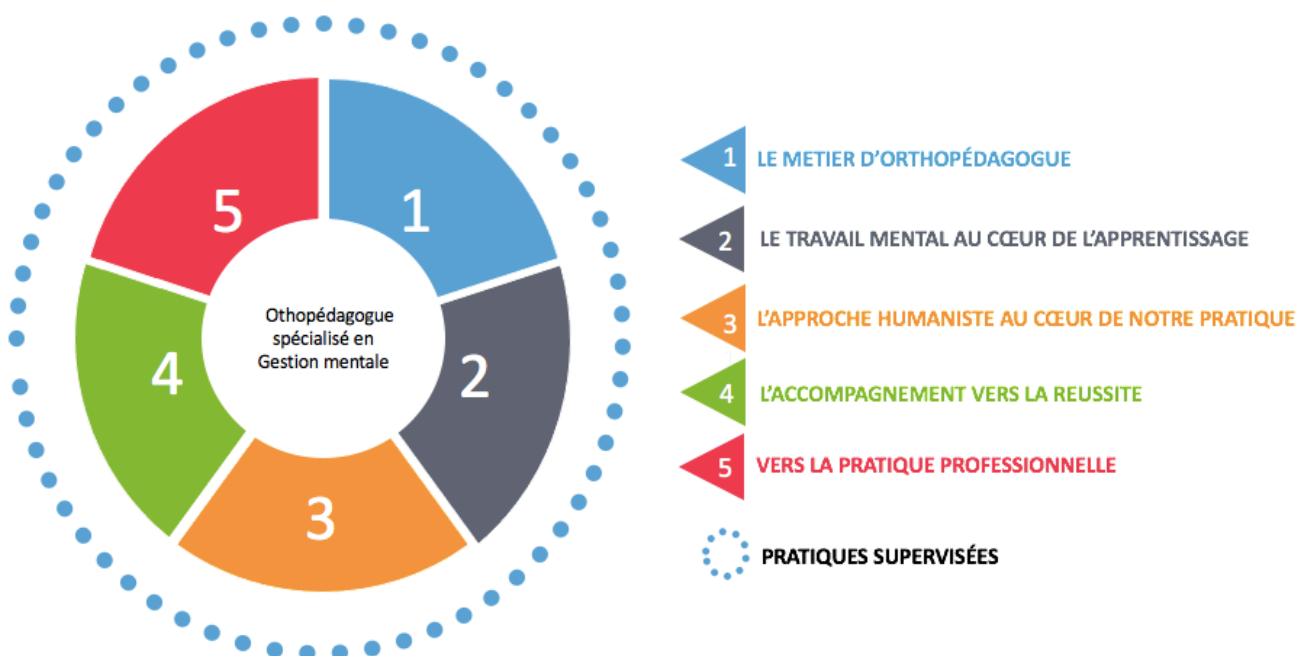 5
1
4
2
3
Othopédagogue
spécialisé en
Gestion mentale
1 LE METIER D'ORTHOPÉDAGOGUE
2 LE TRAVAIL MENTAL AU CŒUR DE L'APPRENTISSAGE
3 L'APPROCHE HUMANISTE AU CŒUR DE NOTRE PRATIQUE
4 L'ACCOMPAGNEMENT VERS LA REUSSITE
5 VERS LA PRATIQUE PROFESSIONNELLE
PRATIQUES SUPERVISÉES